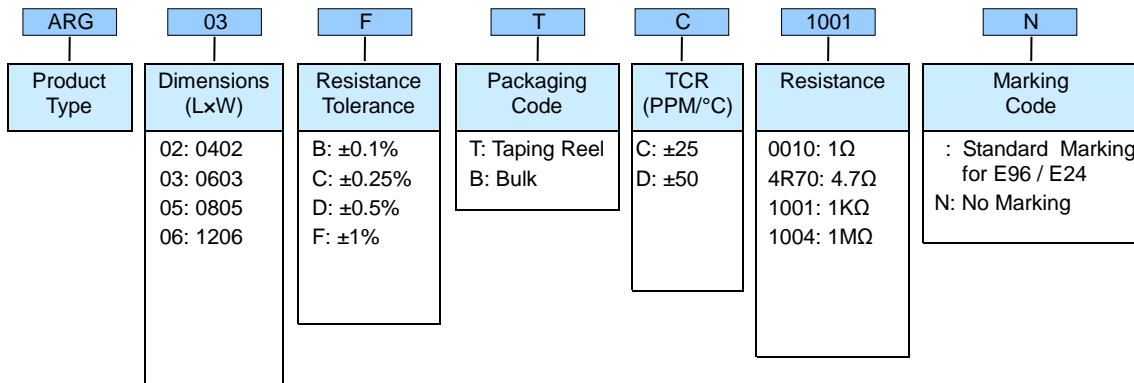 ARG 03 F T C 1001 N
Product Type
Dimensions (L×W)
Resistance Tolerance
Packaging Code
TCR (PPM/°C)
Resistance
Marking Code
02: 0402
03: 0603
05: 0805
06: 1206
B: ±0.1%
C: ±0.25%
D: ±0.5%
F: ±1%
T: Taping Reel
B: Bulk
C: ±25
D: ±50
0010: 1Ω
4R70: 4.7Ω
1001: 1KΩ
1004: 1MΩ
: Standard Marking
for E96 / E24
N: No Marking